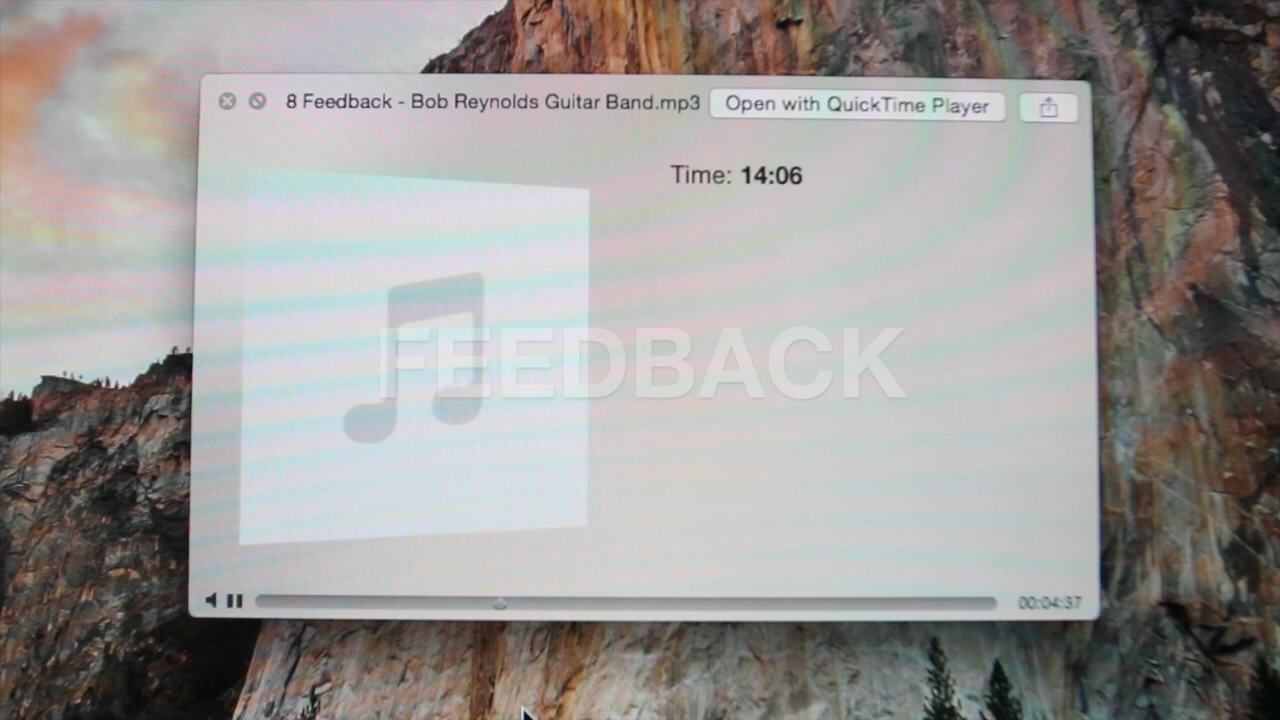 8 Feedback - Bob Reynolds Guitar Band.mp3
Open with QuickTime Player
Time: 14:06
FEEDBACK
00:04:37